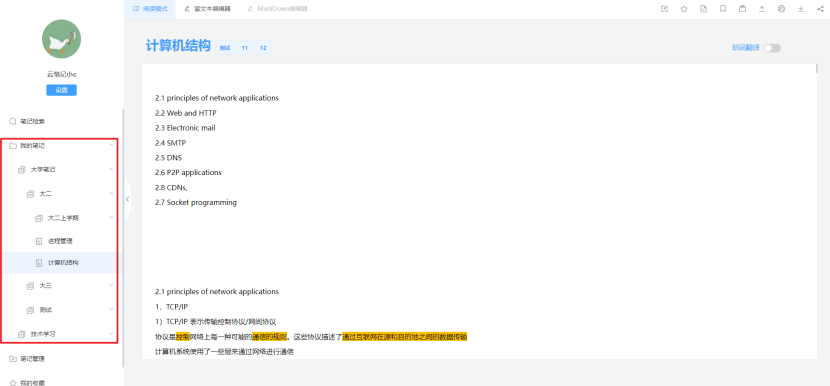 阅读模式 富文本编辑器 MarkDown编辑器
云笔记小c
设置
笔记检索
我的笔记
大学笔记
大二
大二上学期
进程管理
计算机结构
大三
测试
技术学习
笔记管理
我的收藏
计算机结构 测试 11 12
划词翻译
2.1 principles of network applications
2.2 Web and HTTP
2.3 Electronic mail
2.4 SMTP
2.5 DNS
2.6 P2P applications
2.8 CDNs,
2.7 Socket programming
2.1 principles of network applications
1、TCP/IP
1）TCP/IP 表示传输控制协议/网间协议
协议是控制网络上每一种可能的通信的规则。这些协议描述了通过互联网在源和目的地之间的数据传输
计算机系统使用了一些层来通过网络进行通信